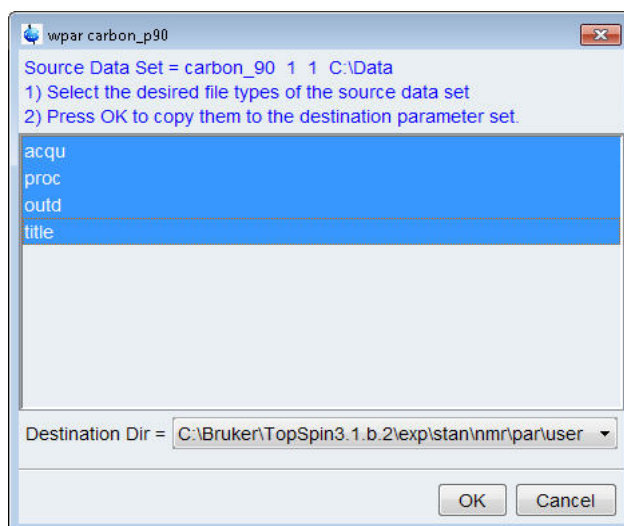 wpar carbon_p90
Source Data Set = carbon_90  1  1  C:\Data
1) Select the desired file types of the source data set
2) Press OK to copy them to the destination parameter set.
acqu
proc
outd
title
Destination Dir = C:\Bruker\TopSpin3.1.b.2\exp\stan\nmr\par\user
OK Cancel